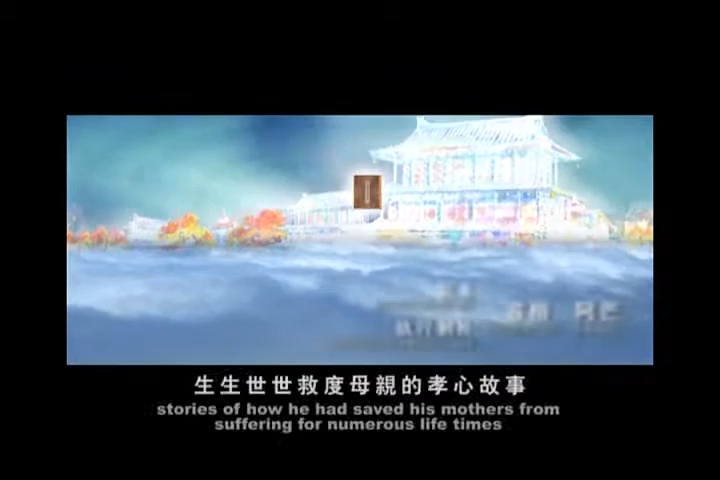 生生世世救度母親的孝心故事
stories of how he had saved his mothers from
suffering for numerous life times